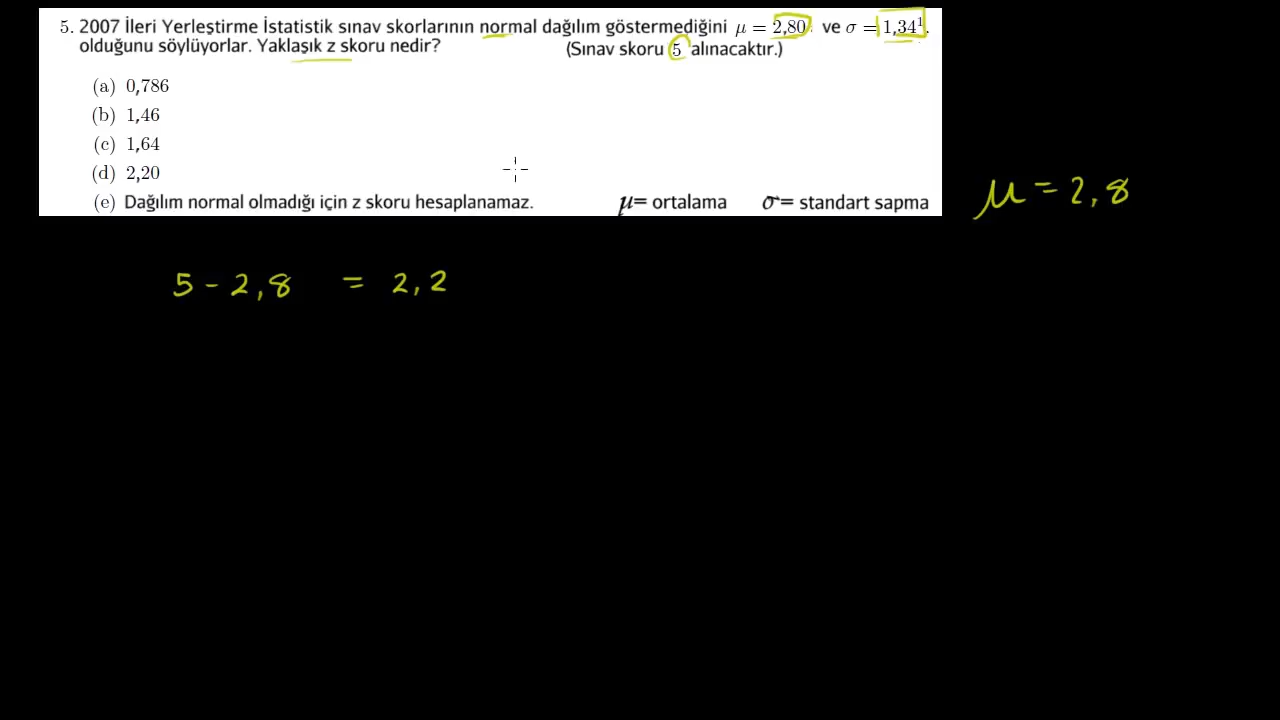 5. 2007 İleri Yerleştirme İstatistik sınav skorlarının normal dağılım göstermediğini μ = 2,80 ve σ = 1,34¹.
olduğunu söylüyorlar. Yaklaşık z skoru nedir? (Sınav skoru 5 alınacaktır.)
(a) 0,786
(b) 1,46
(c) 1,64
(d) 2,20
(e) Dağılım normal olmadığı için z skoru hesaplanamaz. μ= ortalama σ= standart sapma
μ = 2,8
5 - 2,8 = 2,2